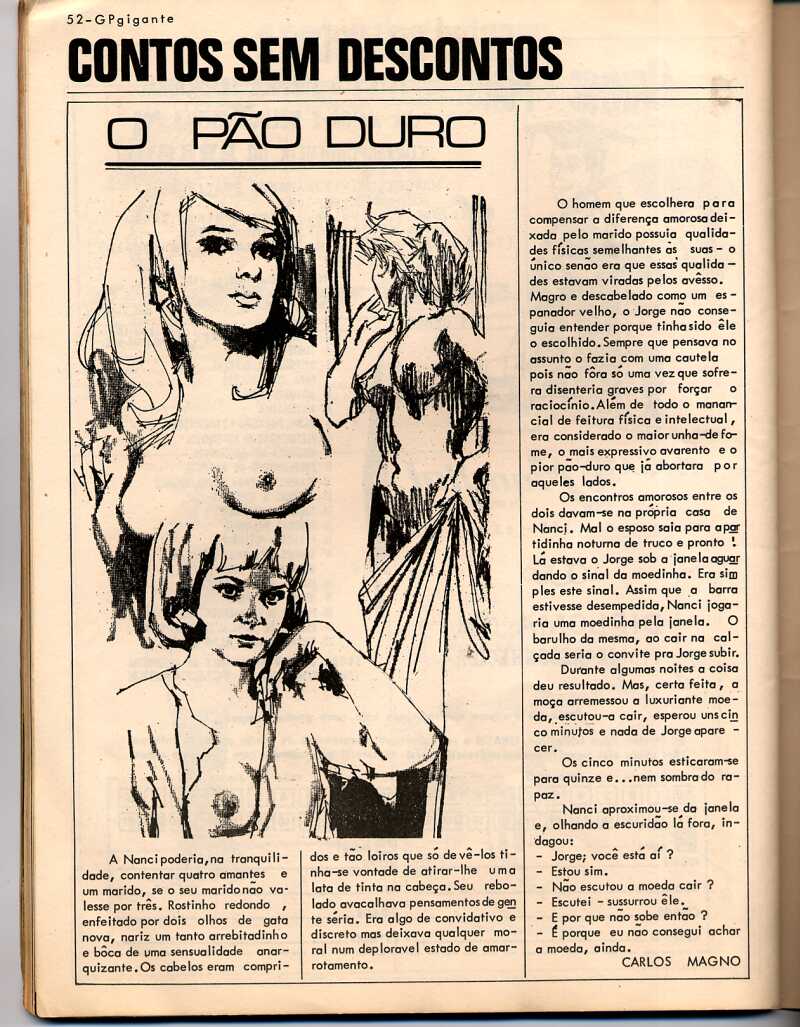 52-GPgigante
CONTOS SEM DESCONTOS
O PÃO DURO
A Nanci poderia, na tranquili-
dade, contentar quatro amantes e
um marido, se o seu marido não va-
lesse por três. Rostinho redondo ,
enfeitado por dois olhos de gata
nova, nariz um tanto arrebitadinho
e bôca de uma sensualidade anar-
quizante. Os cabelos eram compri-
dos e tão loiros que só de vê-los ti-
nha-se vontade de atirar-lhe uma
lata de tinta na cabeça. Seu rebo-
lado avacalhava pensamentos de gen
te séria. Era algo de convidativo e
discreto mas deixava qualquer mo-
ral num deploravel estado de amar-
rotamento.
O homem que escolhera para
compensar a diferença amorosa dei-
xada pelo marido possuia qualida-
des físicas semelhantes às suas - o
único senão era que essas qualida -
des estavam viradas pelos avêsso.
Magro e descabelado como um es -
panador velho, o Jorge não conse-
guia entender porque tinha sido êle
o escolhido. Sempre que pensava no
assunto o fazia com uma cautela
pois não fôra só uma vez que sofre-
ra disenteria graves por forçar o
raciocínio. Além de todo o manan-
cial de feitura física e intelectual ,
era considerado o maior unha-de fo-
me, o mais expressivo avarento e o
pior pão-duro que já abortara por
aqueles lados.
Os encontros amorosos entre os
dois davam-se na própria casa de
Nanci. Mal o esposo saia para a par
tidinha noturna de truco e pronto !
Lá estava o Jorge sob a janela aguar
dando o sinal da moedinha. Era sim
ples este sinal. Assim que a barra
estivesse desempedida, Nanci joga-
ria uma moedinha pela janela. O
barulho da mesma, ao cair na cal-
çada seria o convite pra Jorge subir.
Durante algumas noites a coisa
deu resultado. Mas, certa feita , a
moça arremessou a luxuriante moe-
da, escutou-a cair, esperou uns cin
co minutos e nada de Jorge apare -
cer.
Os cinco minutos esticaram-se
para quinze e...nem sombra do ra-
paz.
Nanci aproximou-se da janela
e, olhando a escuridão lá fora, in-
dagou:
- Jorge; você está aí ?
- Estou sim.
- Não escutou a moeda cair ?
- Escutei - sussurrou êle.
- E por que não sobe então ?
- É porque eu não consegui achar
a moeda, ainda.
CARLOS MAGNO